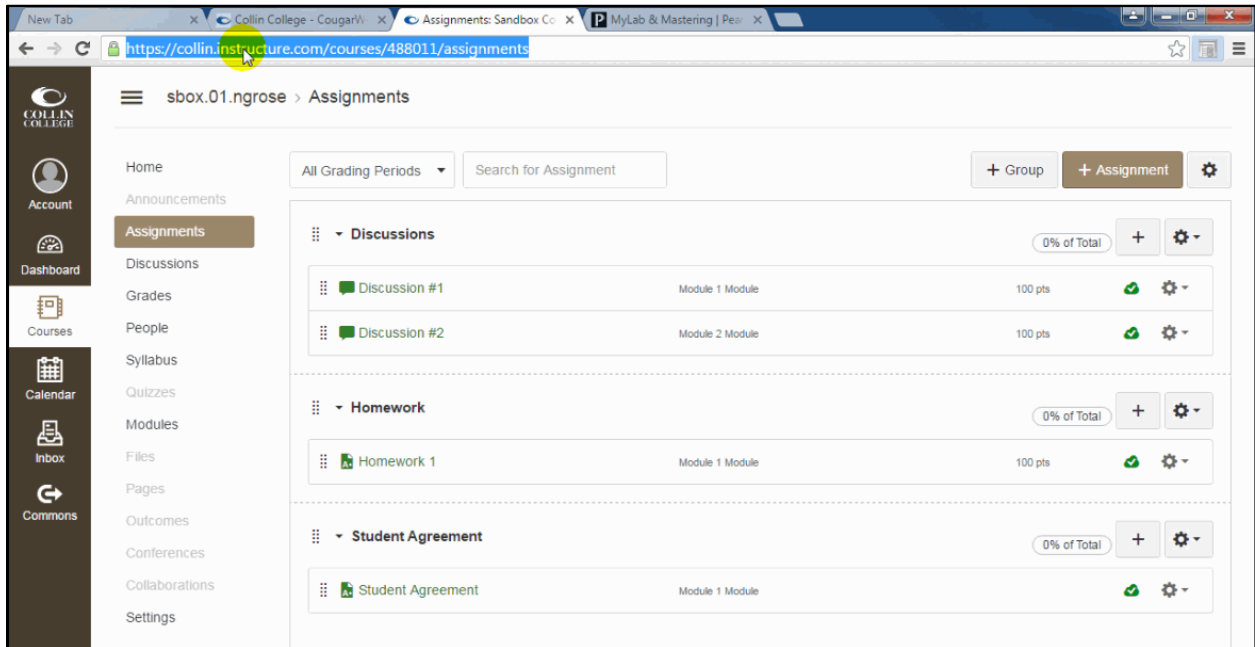 New Tab
Collin College - CougarW
Assignments: Sandbox Co
MyLab & Mastering | Pear
https://collin.instructure.com/courses/488011/assignments
COLLIN
COLLEGE
Account
Dashboard
Courses
Calendar
Inbox
Commons
sbox.01.ngrose > Assignments
Home
Announcements
Assignments
Discussions
Grades
People
Syllabus
Quizzes
Modules
Files
Pages
Outcomes
Conferences
Collaborations
Settings
All Grading Periods Search for Assignment + Group + Assignment
Discussions 0% of Total +
Discussion #1 Module 1 Module 100 pts
Discussion #2 Module 2 Module 100 pts
Homework 0% of Total +
Homework 1 Module 1 Module 100 pts
Student Agreement 0% of Total +
Student Agreement Module 1 Module